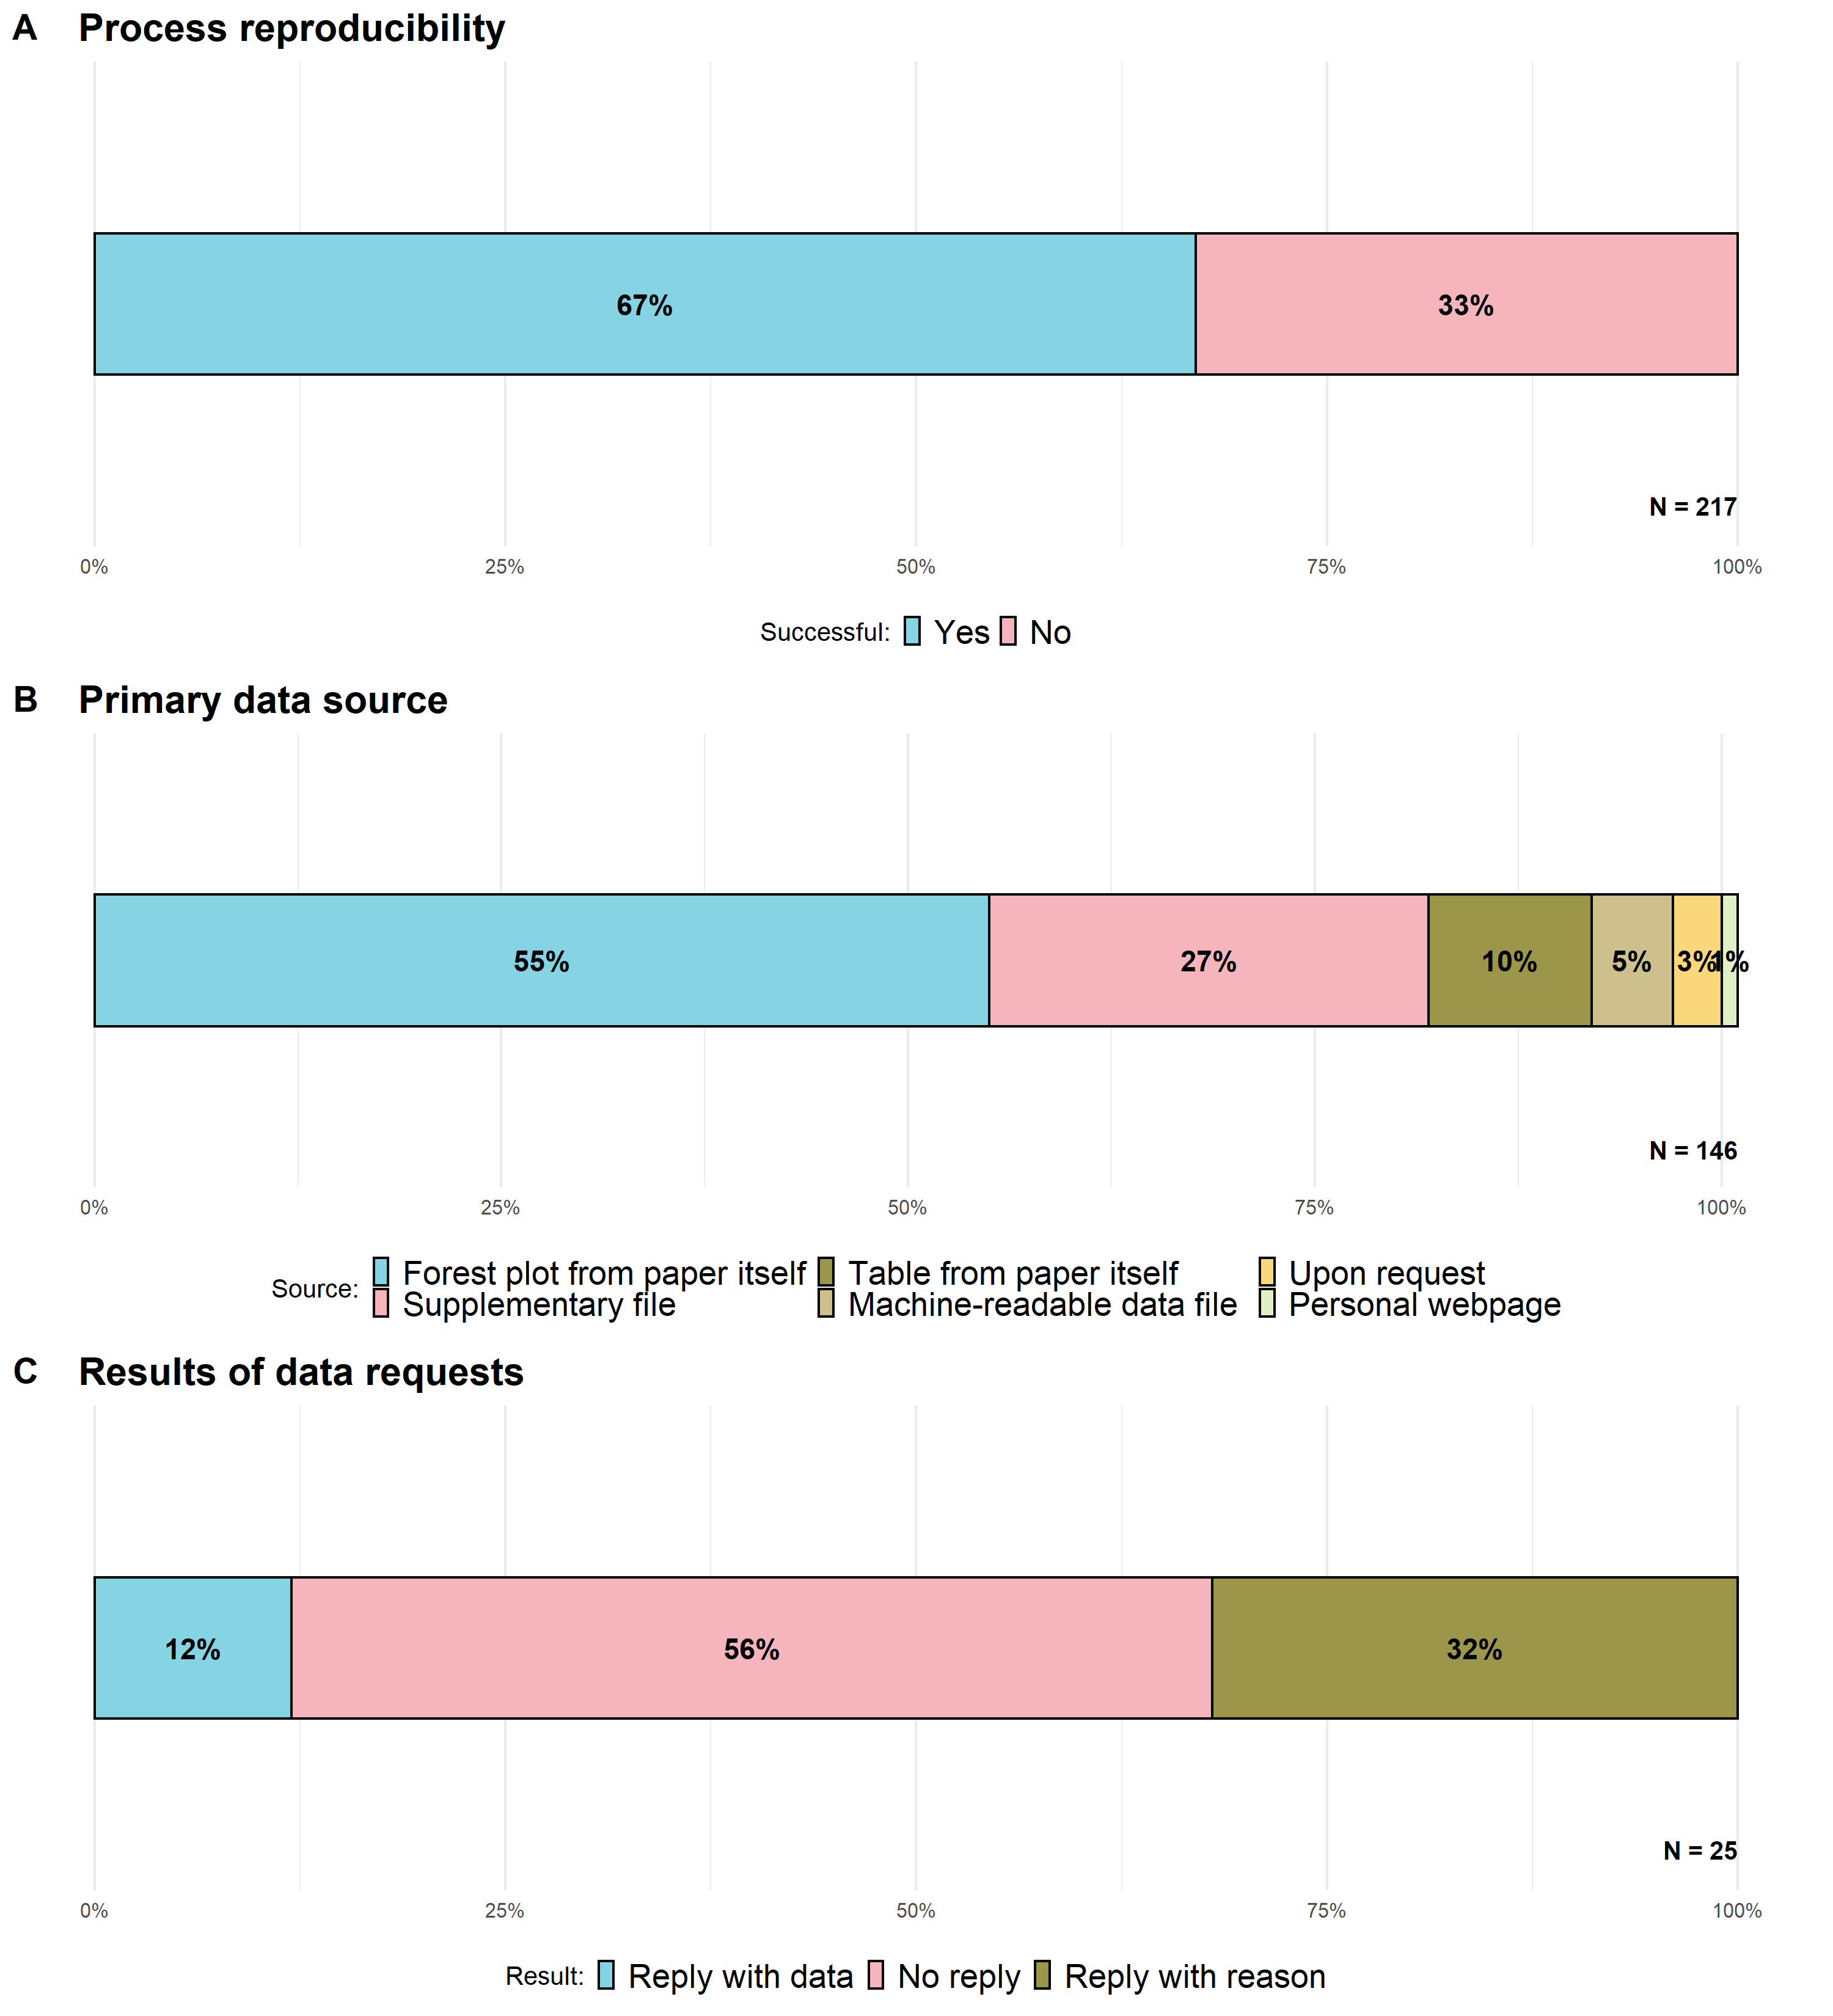 A Process reproducibility
67% 33%
N = 217
0% 25% 50% 75% 100%
Successful: Yes No
B Primary data source
55% 27% 10% 5% 3% 1%
N = 146
0% 25% 50% 75% 100%
Source: Forest plot from paper itself Table from paper itself Upon request
Supplementary file Machine-readable data file Personal webpage
C Results of data requests
12% 56% 32%
N = 25
0% 25% 50% 75% 100%
Result: Reply with data No reply Reply with reason